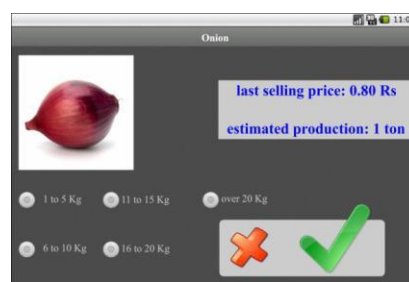 11:0
Onion
last selling price: 0.80 Rs
estimated production: 1 ton
1 to 5 Kg
11 to 15 Kg
over 20 Kg
6 to 10 Kg
16 to 20 Kg